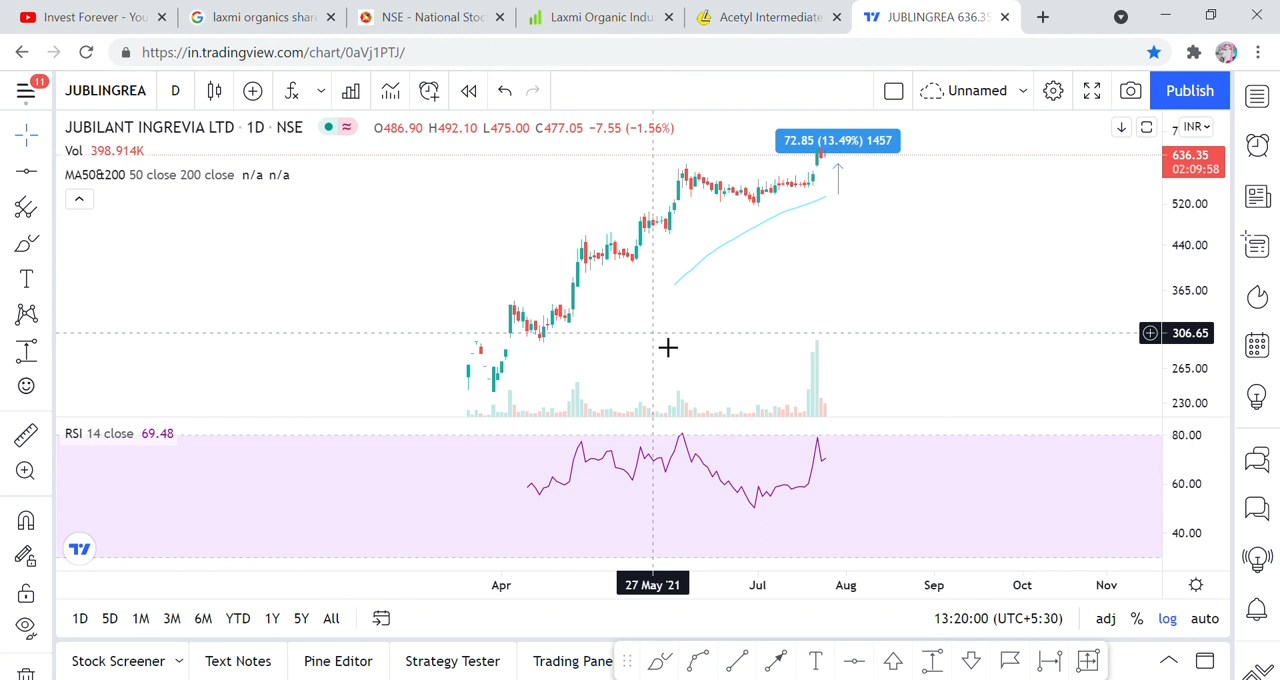 Invest Forever - You
laxmi organics share
NSE - National Stoc
Laxmi Organic Indus
Acetyl Intermediate
JUBLINGREA 636.35
https://in.tradingview.com/chart/0aVj1PTJ/
11
JUBLINGREA D Unnamed Publish
JUBILANT INGREVIA LTD · 1D · NSE O486.90 H492.10 L475.00 C477.05 -7.55 (-1.56%)
Vol 398.914K
MA50&200 50 close 200 close n/a n/a
72.85 (13.49%) 1457
INR
636.35
02:09:58
520.00
440.00
365.00
306.65
265.00
230.00
RSI 14 close 69.48
80.00
60.00
40.00
Apr 27 May '21 Jul Aug Sep Oct Nov
1D 5D 1M 3M 6M YTD 1Y 5Y All 13:20:00 (UTC+5:30) adj % log auto
Stock Screener Text Notes Pine Editor Strategy Tester Trading Pane